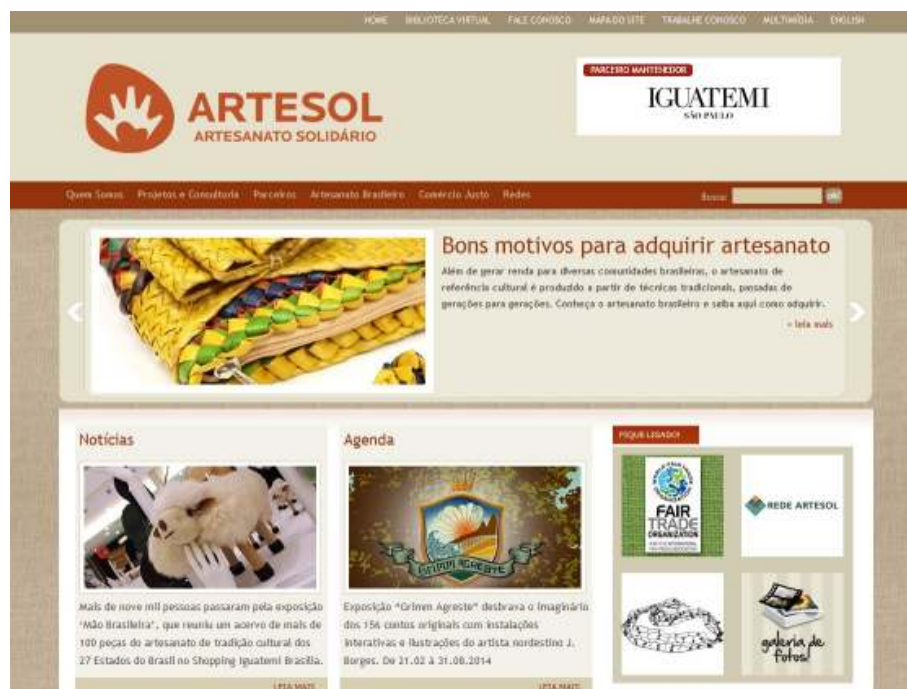 HOME BIBLIOTECA VIRTUAL FALE CONOSCO MAPA DO SITE TRABALHE CONOSCO MULTIMÍDIA ENGLISH
ARTESOL
ARTESANATO SOLIDÁRIO
PARCEIRO MANTENEDOR
IGUATEMI
SÃO PAULO
Quem Somos Projetos e Consultoria Parceiros Artesanato Brasileiro Comércio Justo Redes
Buscar
Bons motivos para adquirir artesanato
Além de gerar renda para diversas comunidades brasileiras, o artesanato de
referência cultural é produzido a partir de técnicas tradicionais, passadas de
gerações para gerações. Conheça o artesanato brasileiro e saiba aqui como adquirir.
» leia mais
Notícias
Mais de nove mil pessoas passaram pela exposição
'Mão Brasileira', que reuniu um acervo de mais de
100 peças do artesanato de tradição cultural dos
27 Estados do Brasil no Shopping Iguatemi Brasília.
LEIA MAIS
Agenda
GRIMM AGRESTE
Exposição "Grimm Agreste" desbrava o imaginário
dos 156 contos originais com instalações
interativas e ilustrações do artista nordestino J.
Borges. De 21.02 à 31.08.2014
LEIA MAIS
FIQUE LIGADO!
FAIR
TRADE
ORGANIZATION
REDE ARTESOL
galeria de
fotos!